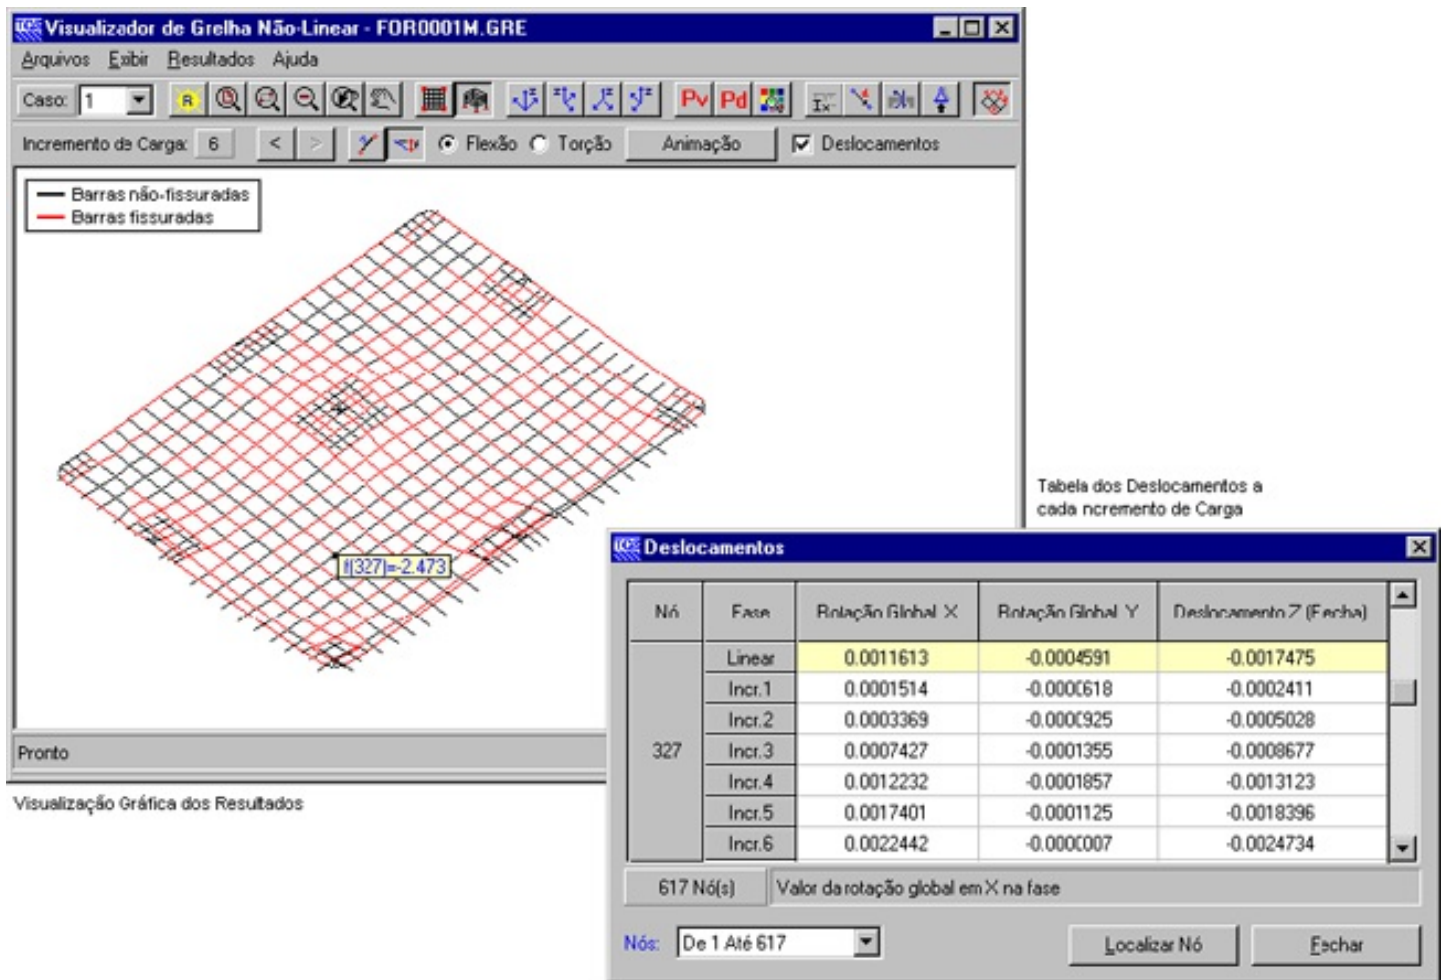 Visualizador de Grelha Não-Linear - FOR0001M.GRE
Arquivos Exibir Resultados Ajuda
Caso: 1 R Pv Pd
Incremento de Carga: 6 < > Flexão Torção Animação Deslocamentos
Barras não-fissuradas
Barras fissuradas
f(327)=-2.473
Pronto
Visualização Gráfica dos Resultados
Tabela dos Deslocamentos a
cada ncremento de Carga
Deslocamentos
Nó Fase Rotação Global X Rotação Global Y Deslocamento Z (Fecha)
Linear 0.0011613 -0.0004591 -0.0017475
Incr.1 0.0001514 -0.0000618 -0.0002411
Incr.2 0.0003369 -0.0000925 -0.0005028
327 Incr.3 0.0007427 -0.0001355 -0.0008677
Incr.4 0.0012232 -0.0001857 -0.0013123
Incr.5 0.0017401 -0.0001125 -0.0018396
Incr.6 0.0022442 -0.0000007 -0.0024734
617 Nó(s) Valor da rotação global em X na fase
Nós: De 1 Até 617 Localizar Nó Fechar